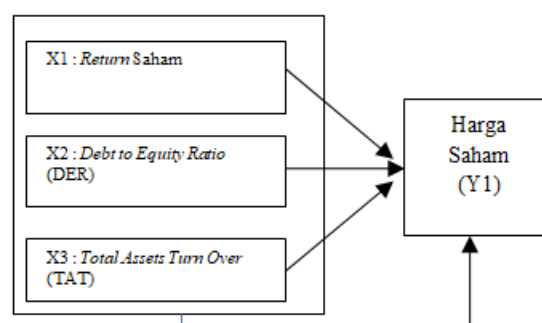 X1 : Return Saham
X2 : Debt to Equity Ratio
(DER)
X3 : Total Assets Turn Over
(TAT)
Harga
Saham
(Y1)